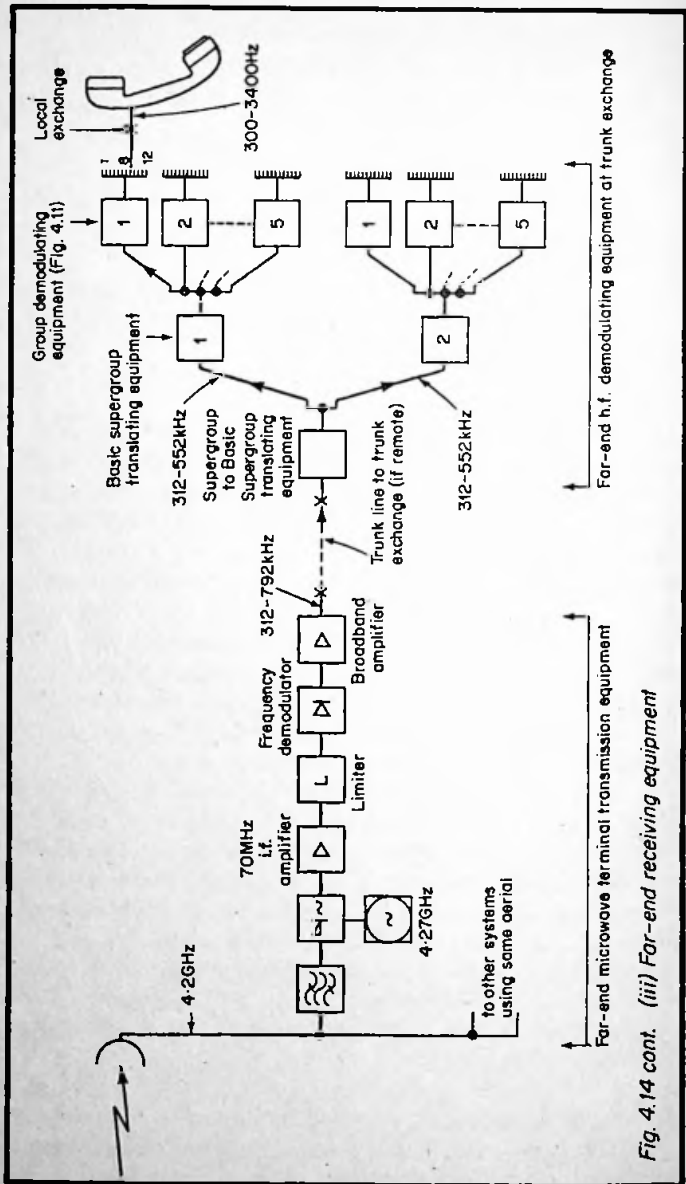 Local
exchange
300-3400Hz
1
8
12
Group demodulating
equipment (Fig. 4.11)
1
2
5
1
2
5
Basic supergroup
translating equipment
1
2
312-552kHz
312-552kHz
Supergroup
to Basic
Supergroup
translating
equipment
Trunk line to trunk
exchange (if remote)
312-792kHz
Broadband
amplifier
Frequency
demodulator
L
Limiter
70MHz
i.f.
amplifier
4·27GHz
4·2GHz
to other systems
using same aerial
Far-end microwave terminal transmission equipment
Far-end h.f. demodulating equipment at trunk exchange
Fig. 4.14 cont. (iii) Far-end receiving equipment